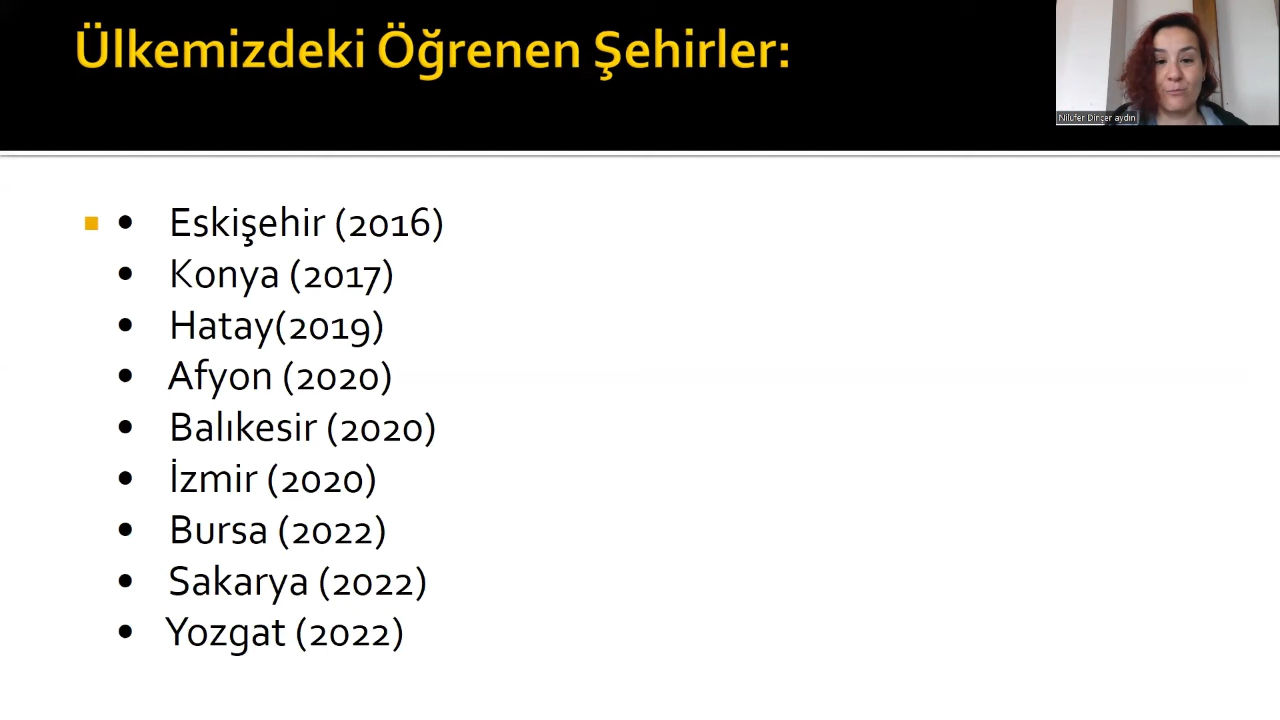 Ülkemizdeki Öğrenen Şehirler:
Nilüfer Dinçer aydın
• Eskişehir (2016)
• Konya (2017)
• Hatay(2019)
• Afyon (2020)
• Balıkesir (2020)
• İzmir (2020)
• Bursa (2022)
• Sakarya (2022)
• Yozgat (2022)